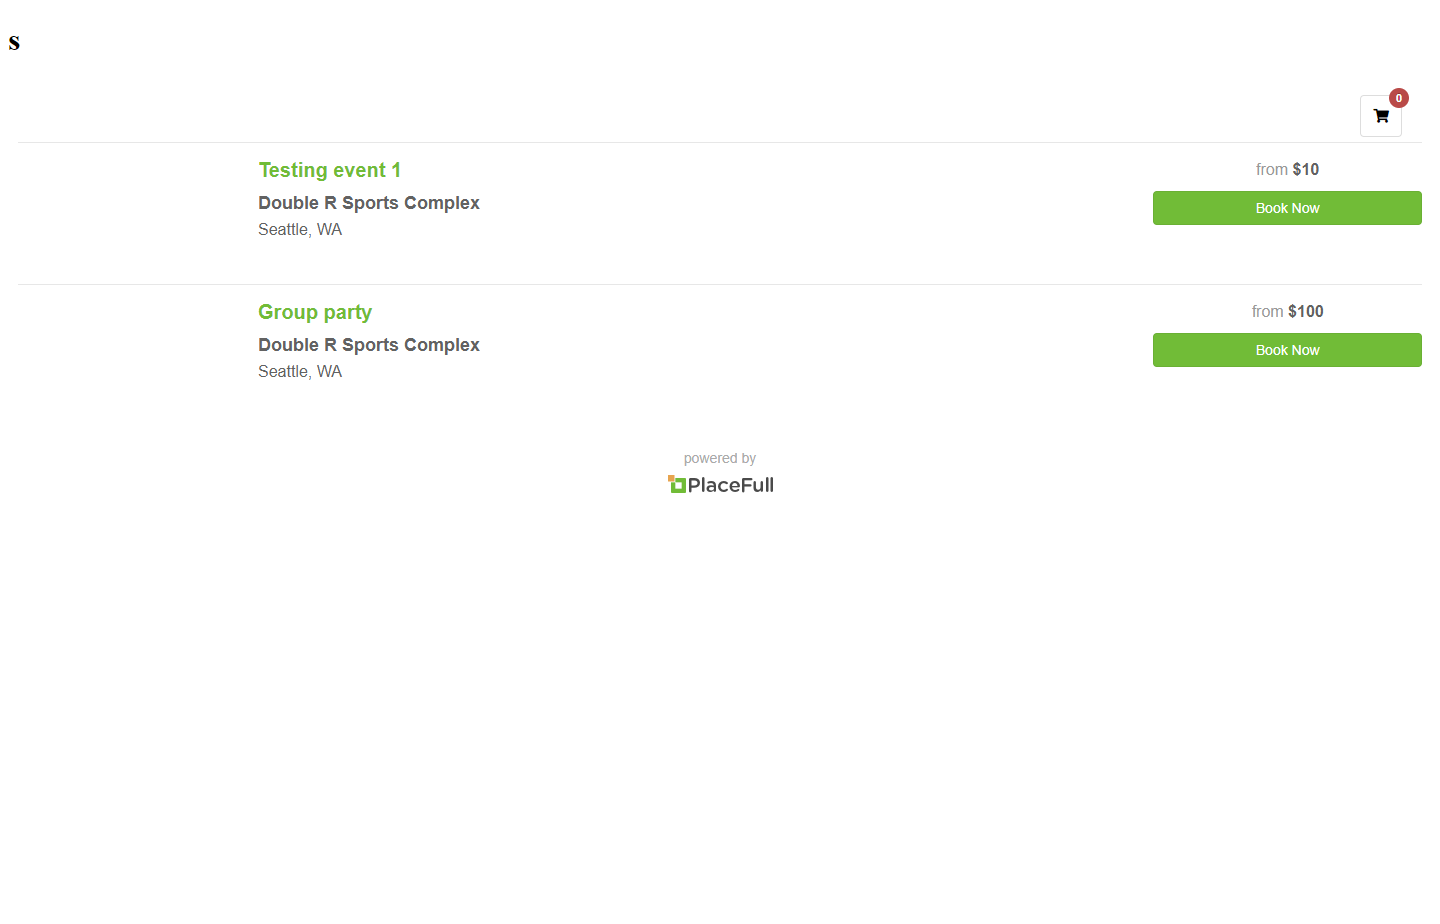 s
0
Testing event 1
from $10
Double R Sports Complex
Book Now
Seattle, WA
Group party
from $100
Double R Sports Complex
Book Now
Seattle, WA
powered by
PlaceFull